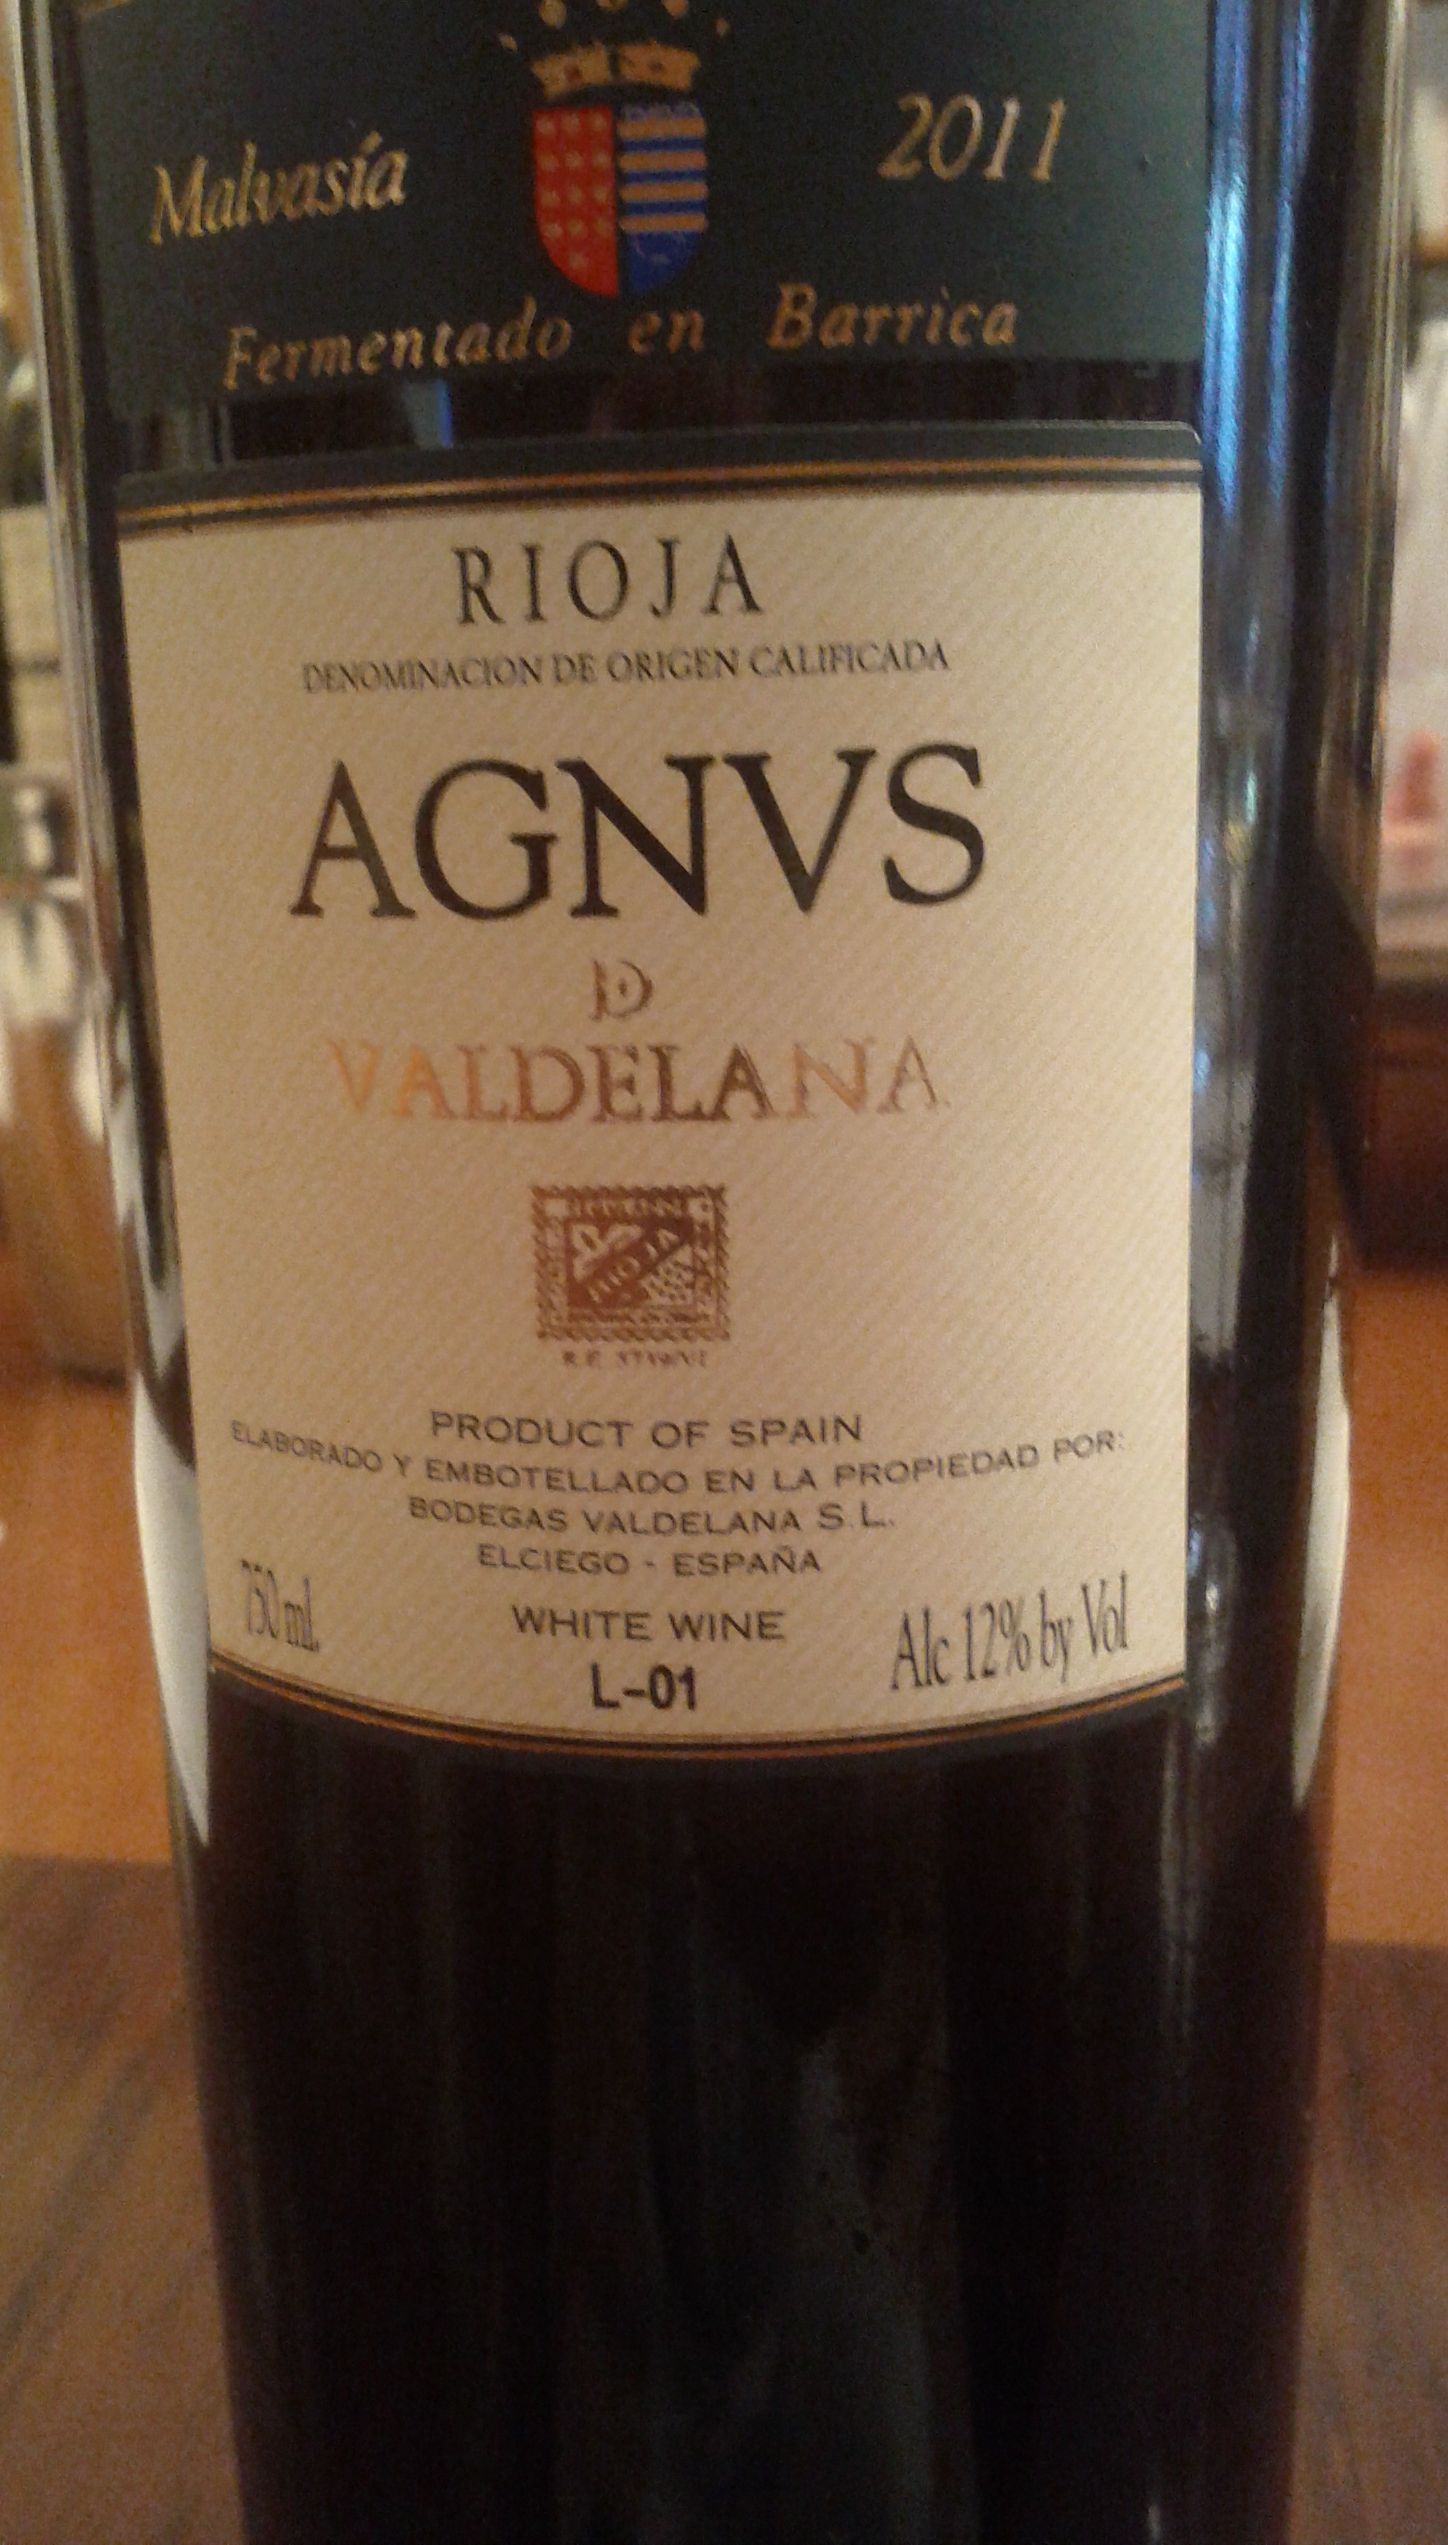 Malvasía
2011
Fermentado en Barrica
RIOJA
DENOMINACION DE ORIGEN CALIFICADA
AGNVS
D
VALDELANA
RIOJA
PRODUCT OF SPAIN
ELABORADO Y EMBOTELLADO EN LA PROPIEDAD POR:
BODEGAS VALDELANA S.L.
ELCIEGO - ESPAÑA
750 ml.
WHITE WINE
Alc 12% by Vol
L-01